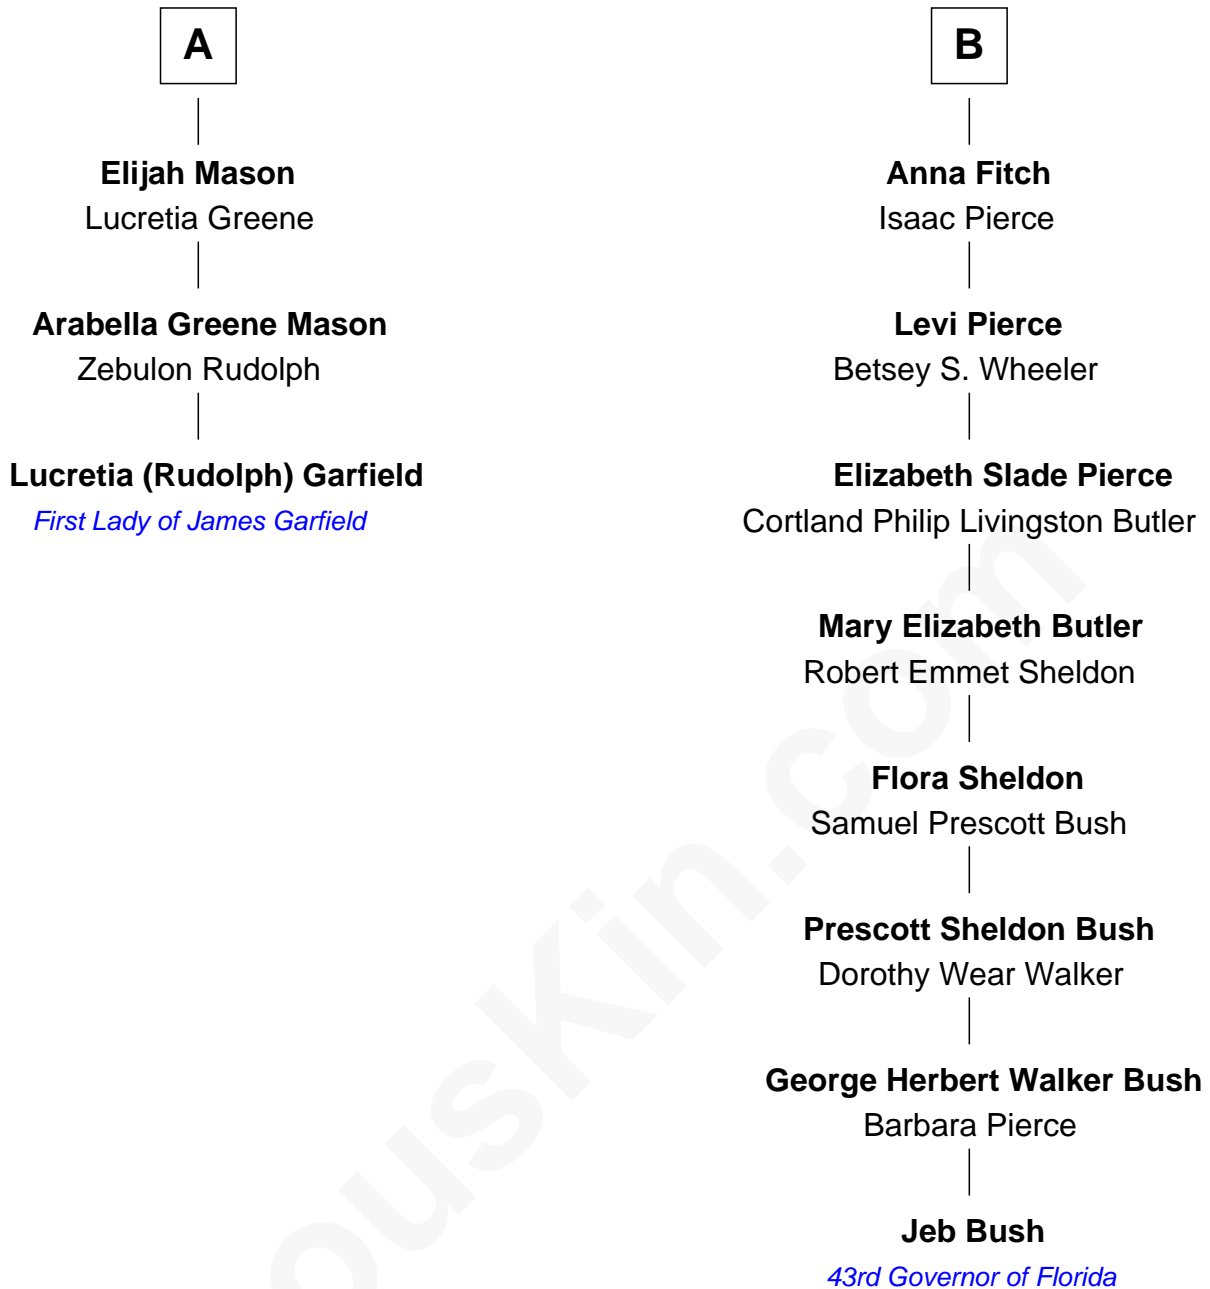 A
Elijah Mason
Lucretia Greene
Arabella Greene Mason
Zebulon Rudolph
Lucretia (Rudolph) Garfield
First Lady of James Garfield
B
Anna Fitch
Isaac Pierce
Levi Pierce
Betsey S. Wheeler
Elizabeth Slade Pierce
Cortland Philip Livingston Butler
Mary Elizabeth Butler
Robert Emmet Sheldon
Flora Sheldon
Samuel Prescott Bush
Prescott Sheldon Bush
Dorothy Wear Walker
George Herbert Walker Bush
Barbara Pierce
Jeb Bush
43rd Governor of Florida
ousKin.com